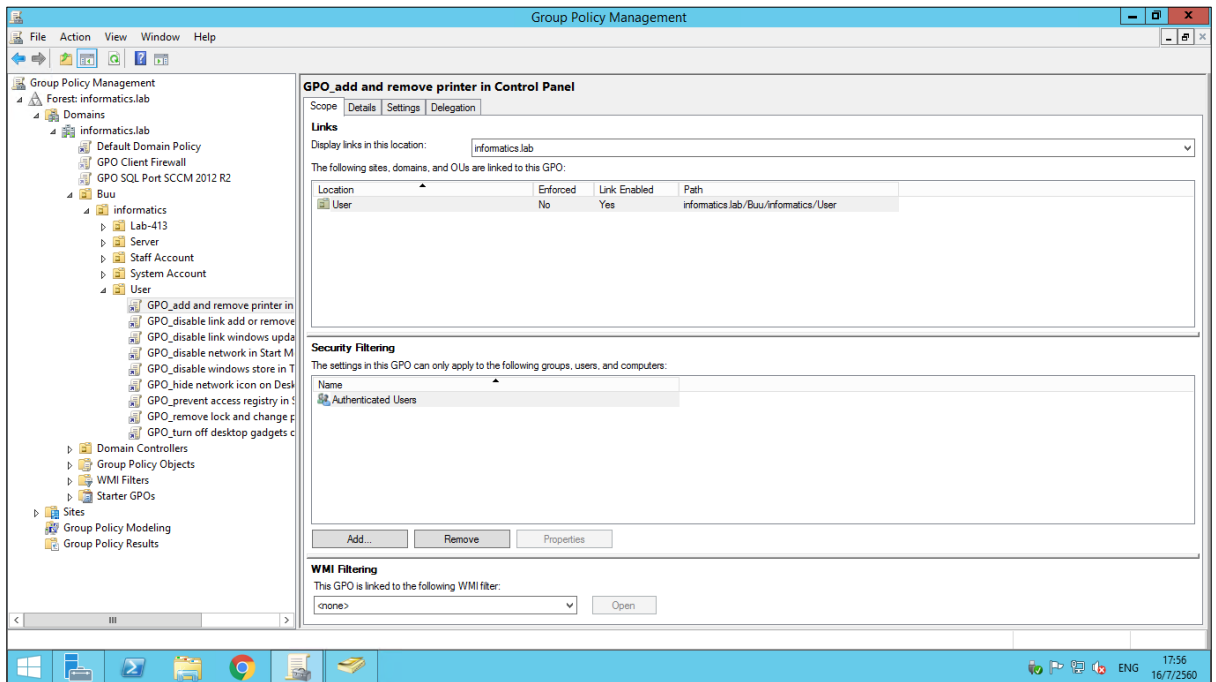 Group Policy Management
File Action View Window Help
Group Policy Management
Forest: informatics.lab
Domains
informatics.lab
Default Domain Policy
GPO Client Firewall
GPO SQL Port SCCM 2012 R2
Buu
informatics
Lab-413
Server
Staff Account
System Account
User
GPO_add and remove printer in
GPO_disable link add or remove
GPO_disable link windows upda
GPO_disable network in Start M
GPO_disable windows store in T
GPO_hide network icon on Desk
GPO_prevent access registry in S
GPO_remove lock and change p
GPO_turn off desktop gadgets c
Domain Controllers
Group Policy Objects
WMI Filters
Starter GPOs
Sites
Group Policy Modeling
Group Policy Results
GPO_add and remove printer in Control Panel
Scope Details Settings Delegation
Links
Display links in this location: informatics.lab
The following sites, domains, and OUs are linked to this GPO:
Location Enforced Link Enabled Path
User No Yes informatics.lab/Buu/informatics/User
Security Filtering
The settings in this GPO can only apply to the following groups, users, and computers:
Name
Authenticated Users
Add... Remove Properties
WMI Filtering
This GPO is linked to the following WMI filter:
<none> Open
ENG 17:56
16/7/2560